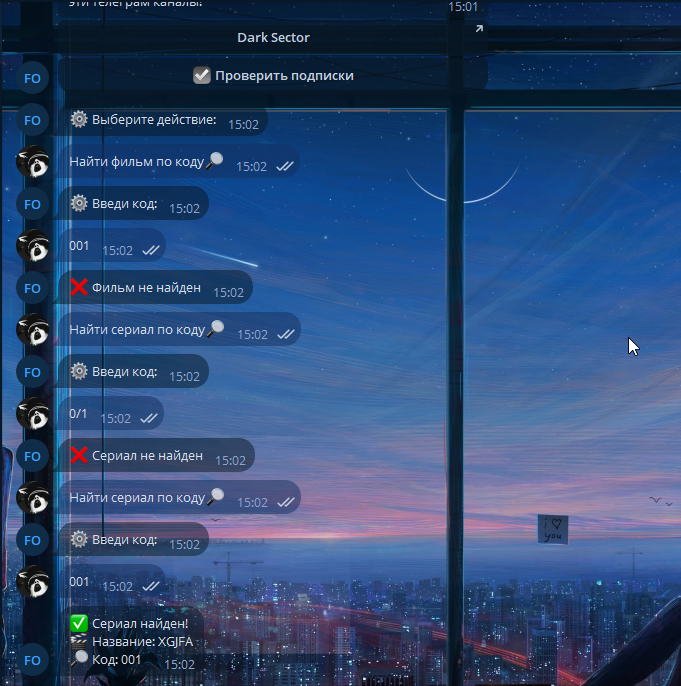 эти телеграм каналы!
15:01
Dark Sector
Проверить подписки
FO
Выберите действие: 15:02
FO
Найти фильм по коду 15:02
Введи код: 15:02
FO
001 15:02
Фильм не найден 15:02
FO
Найти сериал по коду 15:02
Введи код: 15:02
FO
0/1 15:02
Сериал не найден 15:02
FO
Найти сериал по коду 15:02
Введи код: 15:02
FO
001 15:02
Сериал найден!
Название: XGJFA
Код: 001 15:02
FO
i ♡
you